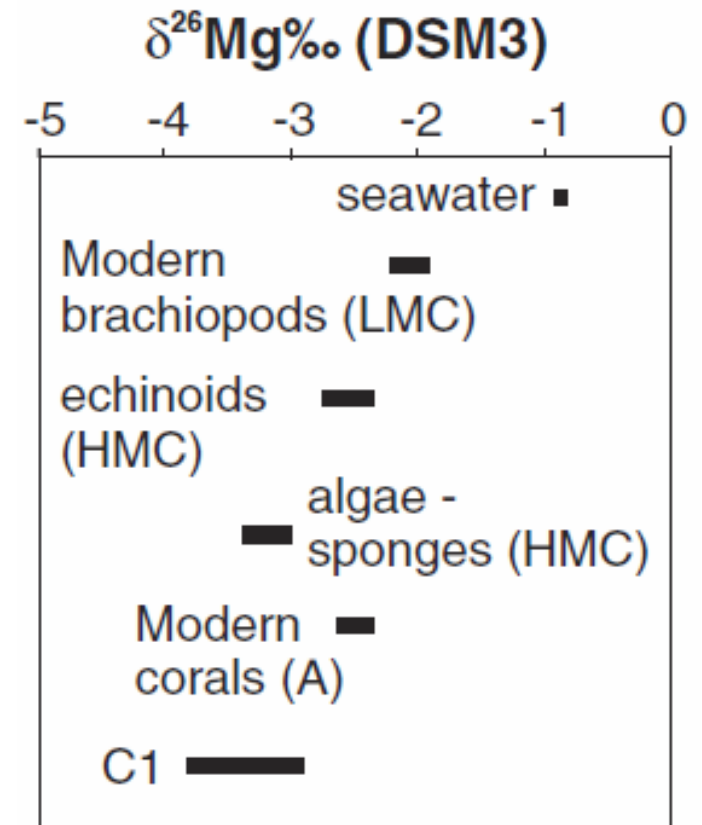 δ²⁶Mg‰ (DSM3)
-5 -4 -3 -2 -1 0
seawater
Modern
brachiopods (LMC)
echinoids
(HMC)
algae -
sponges (HMC)
Modern
corals (A)
C1